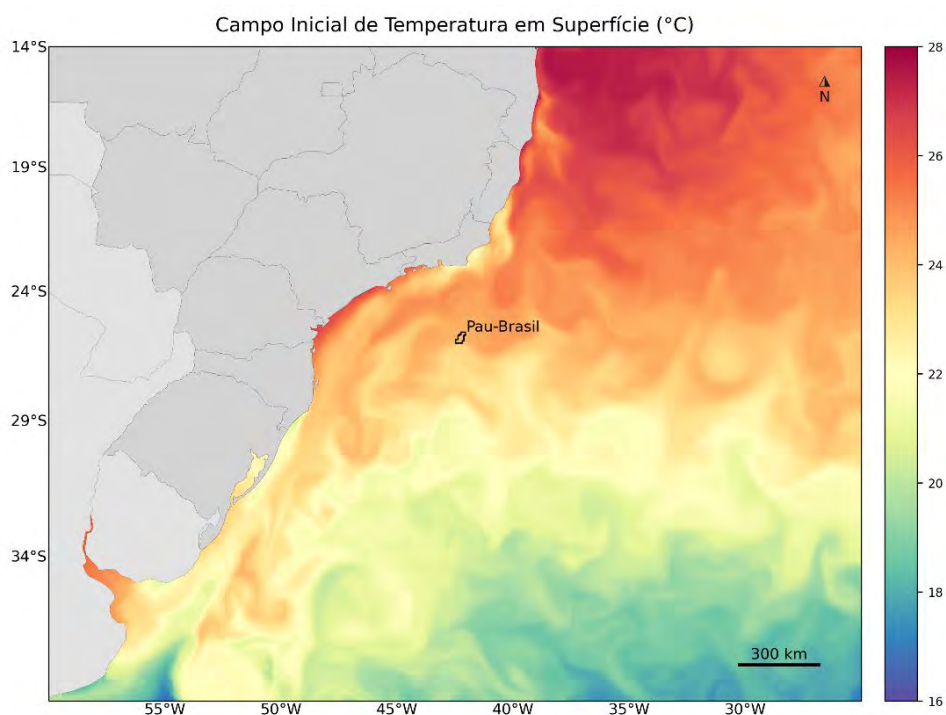 Campo Inicial de Temperatura em Superfície (°C)
14°S
19°S
24°S
29°S
34°S
N
Pau-Brasil
300 km
55°W
50°W
45°W
40°W
35°W
30°W
28
26
24
22
20
18
16